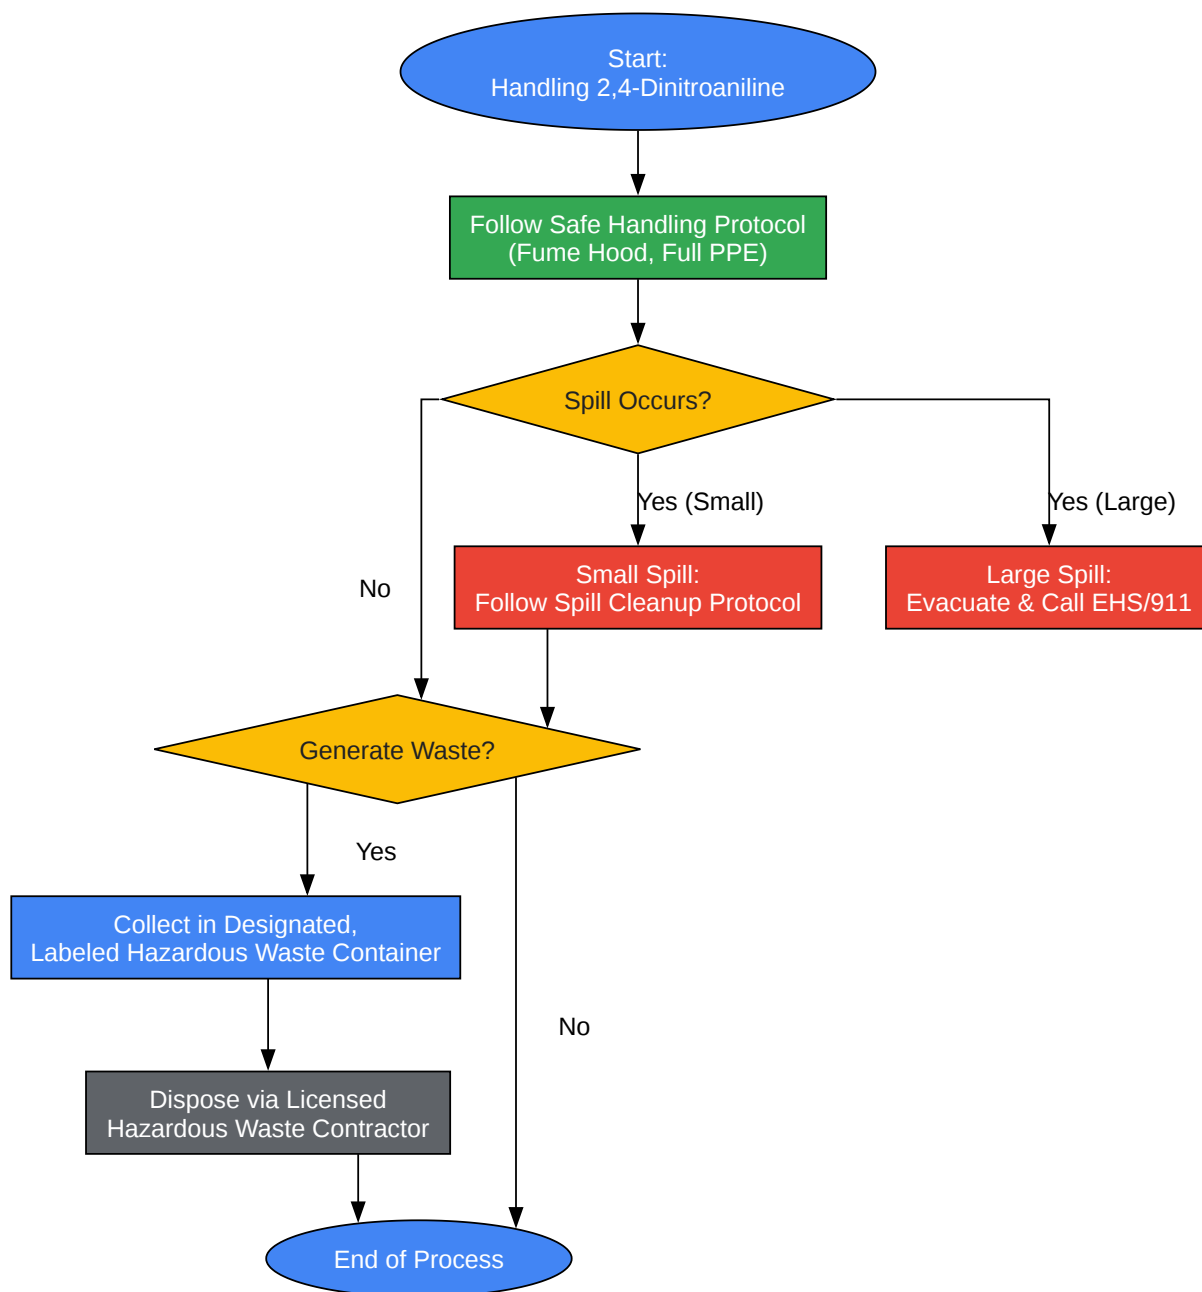 Start:
Handling 2,4-Dinitroaniline
Follow Safe Handling Protocol
(Fume Hood, Full PPE)
Spill Occurs?
Yes (Small)
Yes (Large)
No
Small Spill:
Follow Spill Cleanup Protocol
Large Spill:
Evacuate & Call EHS/911
Generate Waste?
Yes
Collect in Designated,
Labeled Hazardous Waste Container
No
Dispose via Licensed
Hazardous Waste Contractor
End of Process